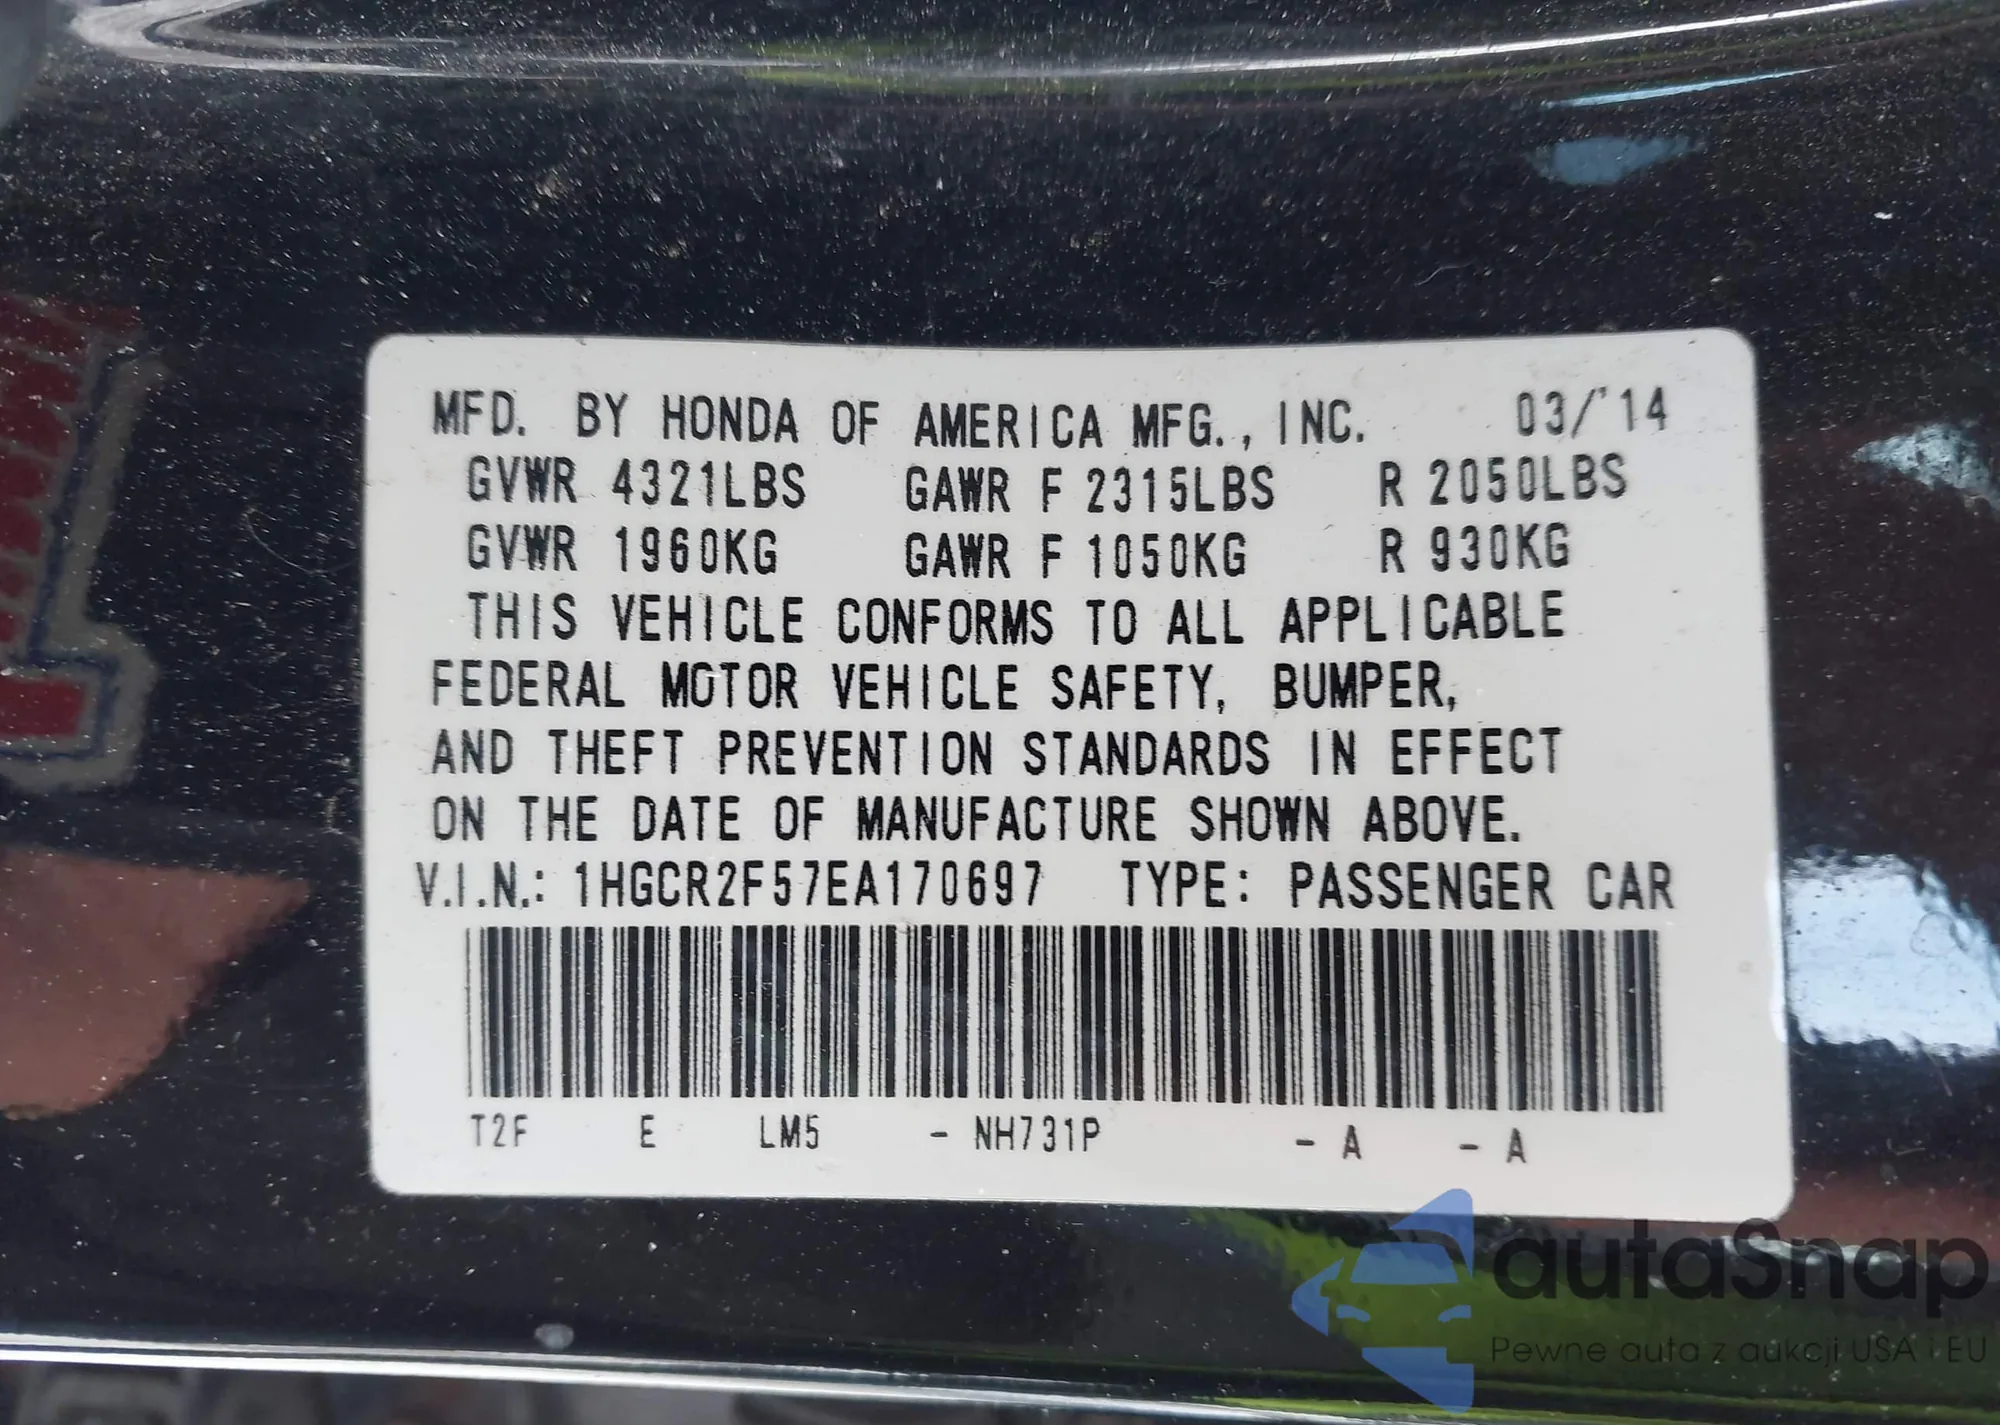 MFD. BY HONDA OF AMERICA MFG., INC. 03/'14
GVWR 4321LBS GAWR F 2315LBS R 2050LBS
GVWR 1960KG GAWR F 1050KG R 930KG
THIS VEHICLE CONFORMS TO ALL APPLICABLE
FEDERAL MOTOR VEHICLE SAFETY, BUMPER,
AND THEFT PREVENTION STANDARDS IN EFFECT
ON THE DATE OF MANUFACTURE SHOWN ABOVE.
V.I.N.: 1HGCR2F57EA170697 TYPE: PASSENGER CAR
T2F E LM5 - NH731P - A - A
autaSnap
Pewne auta z aukcji USA i EU